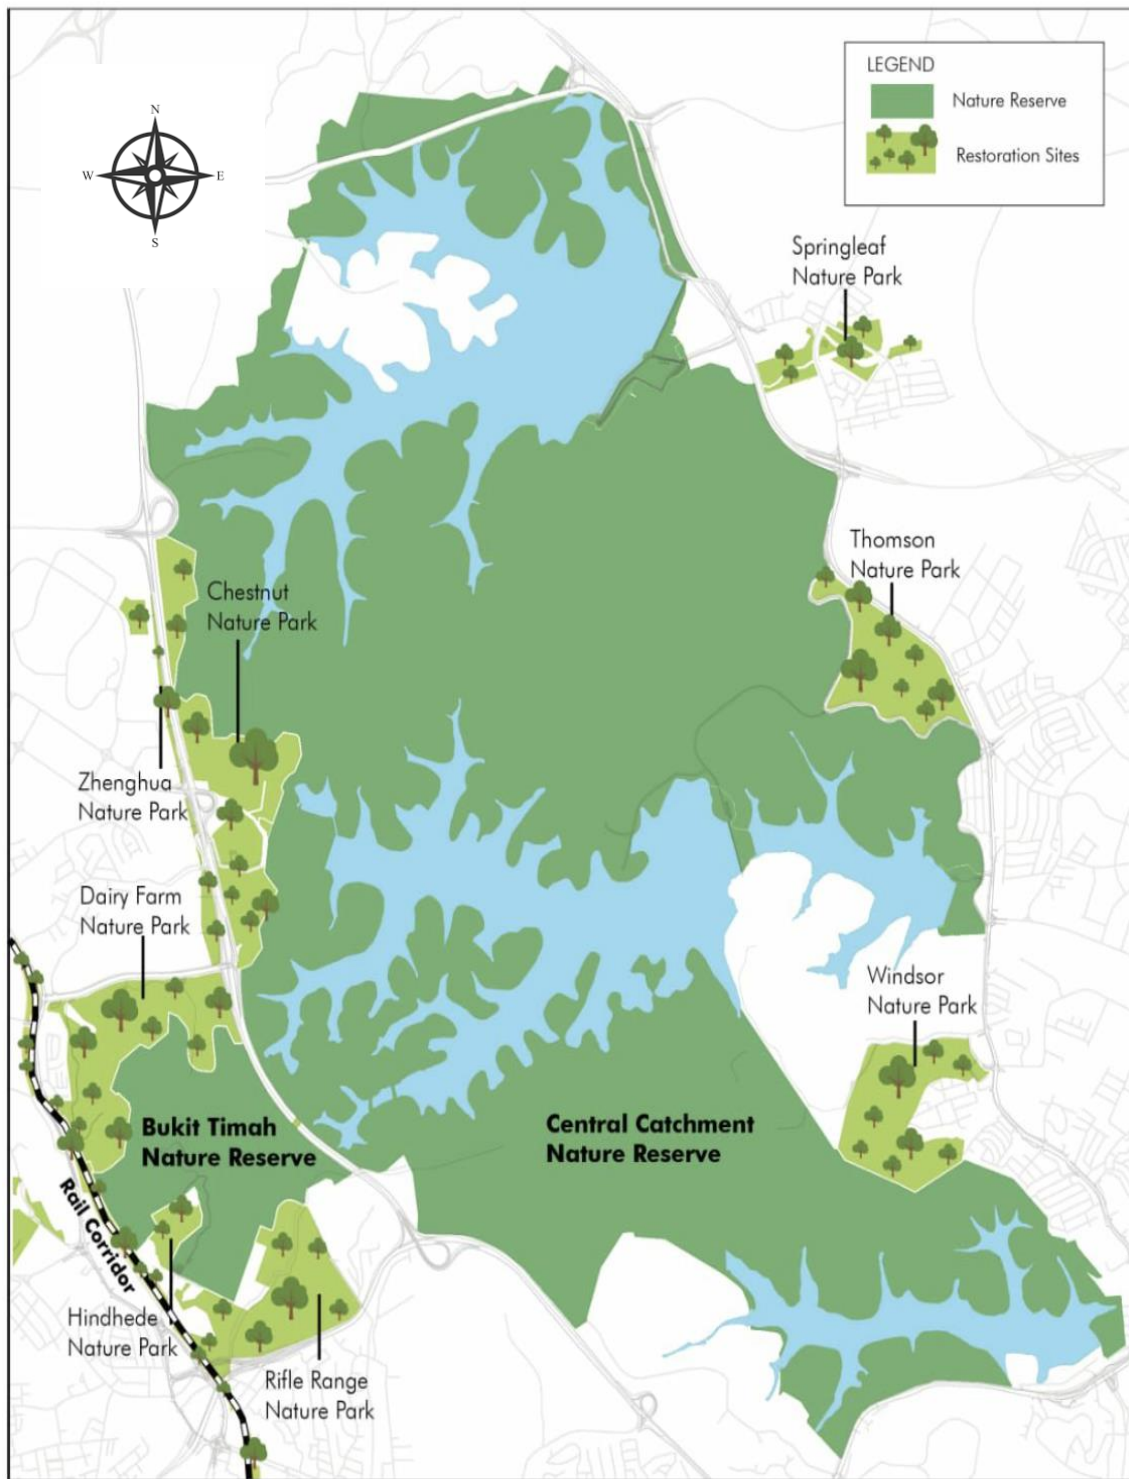 N
W
E
S
LEGEND
Nature Reserve
Restoration Sites
Springleaf
Nature Park
Thomson
Nature Park
Chestnut
Nature Park
Zhenghua
Nature Park
Dairy Farm
Nature Park
Windsor
Nature Park
Bukit Timah
Nature Reserve
Central Catchment
Nature Reserve
Rail Corridor
Hindhede
Nature Park
Rifle Range
Nature Park